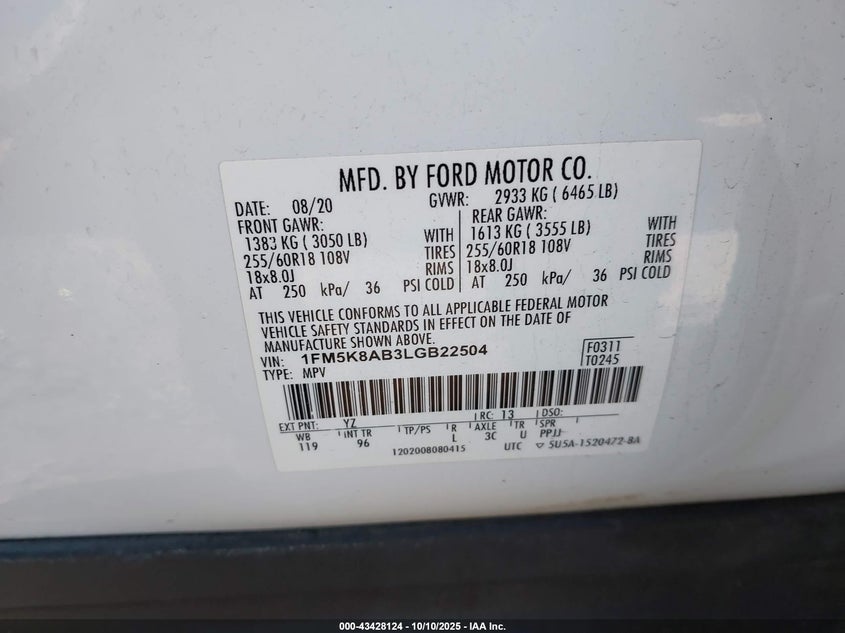 MFD. BY FORD MOTOR CO.
DATE: 08/20 GVWR: 2933 KG ( 6465 LB)
FRONT GAWR: REAR GAWR:
1383 KG ( 3050 LB) WITH 1613 KG ( 3555 LB) WITH
255/60R18 108V TIRES 255/60R18 108V TIRES
18x8.0J RIMS 18x8.0J RIMS
AT 250 kPa/ 36 PSI COLD AT 250 kPa/ 36 PSI COLD
THIS VEHICLE CONFORMS TO ALL APPLICABLE FEDERAL MOTOR
VEHICLE SAFETY STANDARDS IN EFFECT ON THE DATE OF
MANUFACTURE SHOWN ABOVE.
VIN: 1FM5K8AB3LGB22504 F0311
TYPE: MPV T0245
EXT PNT: YZ RC: 13 DSO:
WB INT TR TP/PS R AXLE TR SPR
119 96 L 3C U PPJJ
1202008080415 UTC ▽ 5U5A-1520472-8A
000-43428124 - 10/10/2025 - IAA Inc.